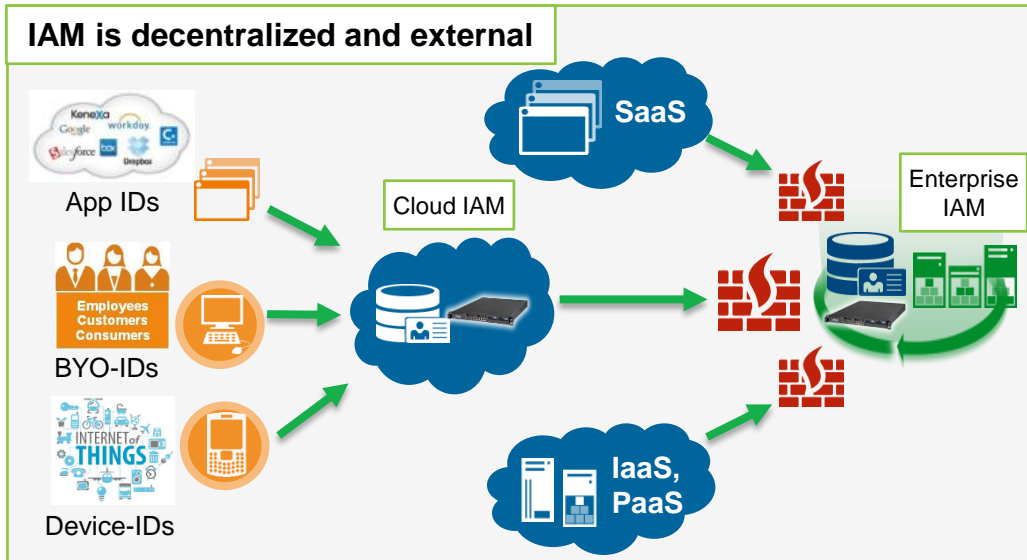 IAM is decentralized and external
Kenexa
Google
workday
salesforce
box
Dropbox
App IDs
Employees
Customers
Consumers
BYO-IDs
INTERNET of
THINGS
Device-IDs
Cloud IAM
SaaS
IaaS,
PaaS
Enterprise
IAM